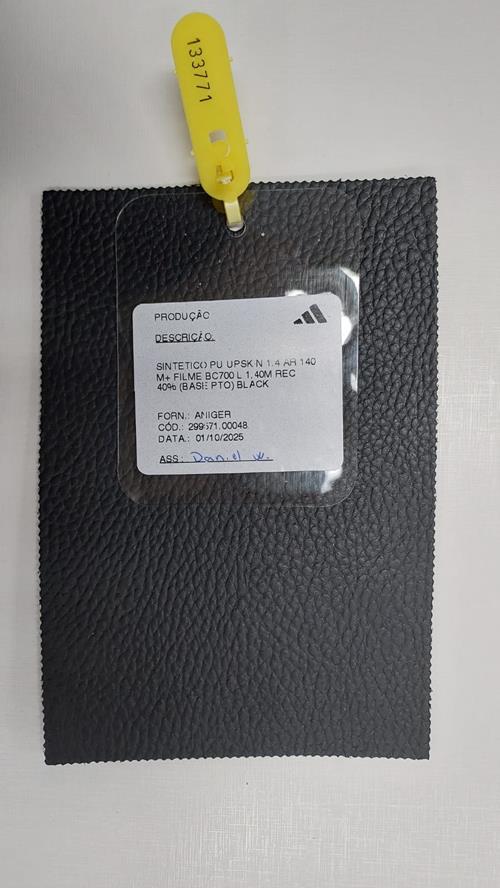 133771
PRODUÇÃO
DESCRIÇÃO:
SINTETICO PU UPSKIN 1.4 AR 140
M+ FILME BC700 L 1,40M REC
40% (BASE PTO) BLACK
FORN.: ANIGER
CÓD.: 299571.00048
DATA.: 01/10/2025
ASS: Daniel W.